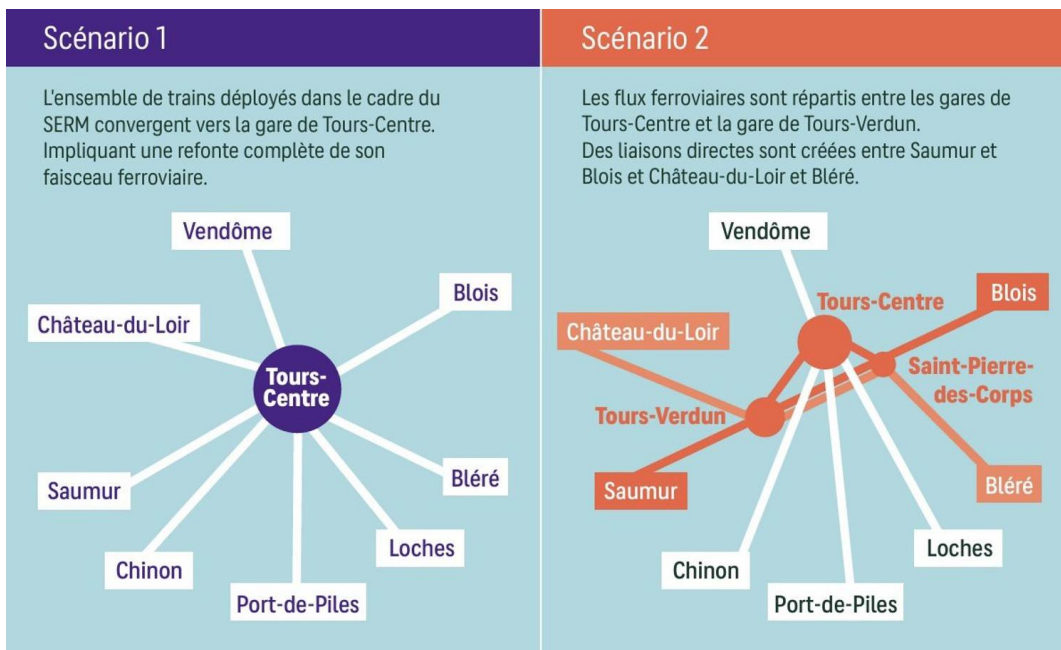 Scénario 1
L'ensemble de trains déployés dans le cadre du
SERM convergent vers la gare de Tours-Centre.
Impliquant une refonte complète de son
faisceau ferroviaire.
Vendôme
Blois
Château-du-Loir
Tours-
Centre
Saumur
Bléré
Chinon
Loches
Port-de-Piles
Scénario 2
Les flux ferroviaires sont répartis entre les gares de
Tours-Centre et la gare de Tours-Verdun.
Des liaisons directes sont créées entre Saumur et
Blois et Château-du-Loir et Bléré.
Vendôme
Tours-Centre
Blois
Château-du-Loir
Saint-Pierre-
des-Corps
Tours-Verdun
Saumur
Bléré
Chinon
Loches
Port-de-Piles